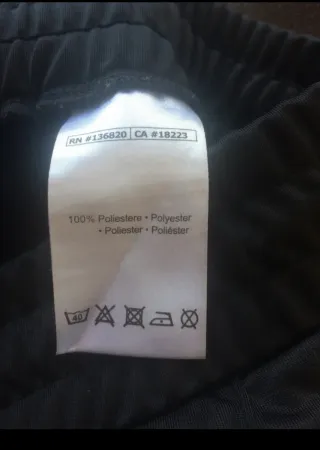 RN #136820 CA #18223
100% Poliestere • Polyester
• Poliester • Poliéster
40